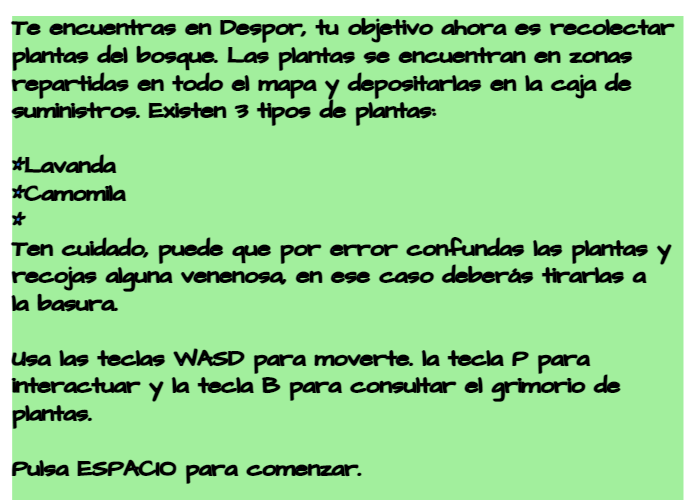 Te encuentras en Despor, tu objetivo ahora es recolectar
plantas del bosque. Las plantas se encuentran en zonas
repartidas en todo el mapa y depositarlas en la caja de
suministros. Existen 3 tipos de plantas:
*Lavanda
*Camomila
*
Ten cuidado, puede que por error confundas las plantas y
recojas alguna venenosa, en ese caso deberás tirarlas a
la basura.
Usa las teclas WASD para moverte. la tecla P para
interactuar y la tecla B para consultar el grimorio de
plantas.
Pulsa ESPACIO para comenzar.